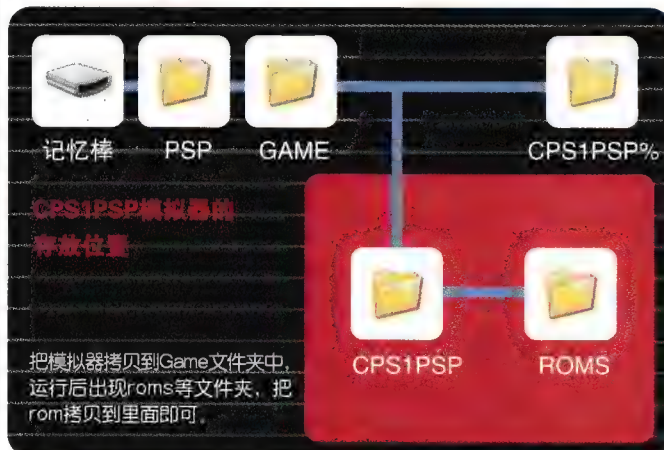 记忆棒 PSP GAME CPS1PSP%
CPS1PSP模拟器的
存放位置
CPS1PSP ROMS
把模拟器拷贝到Game文件夹中，
运行后出现roms等文件夹，把
rom拷贝到里面即可。